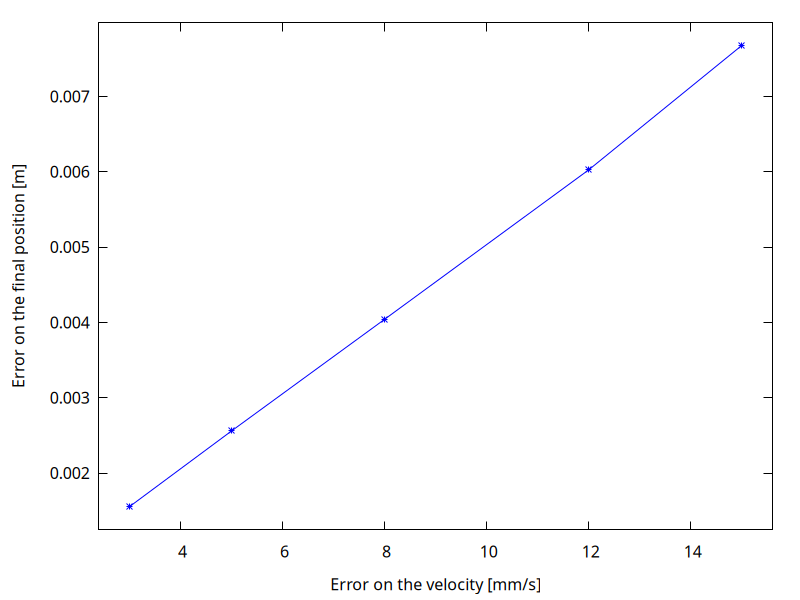 0.007
0.006
0.005
0.004
0.003
0.002
Error on the final position [m]
4 6 8 10 12 14
Error on the velocity [mm/s]